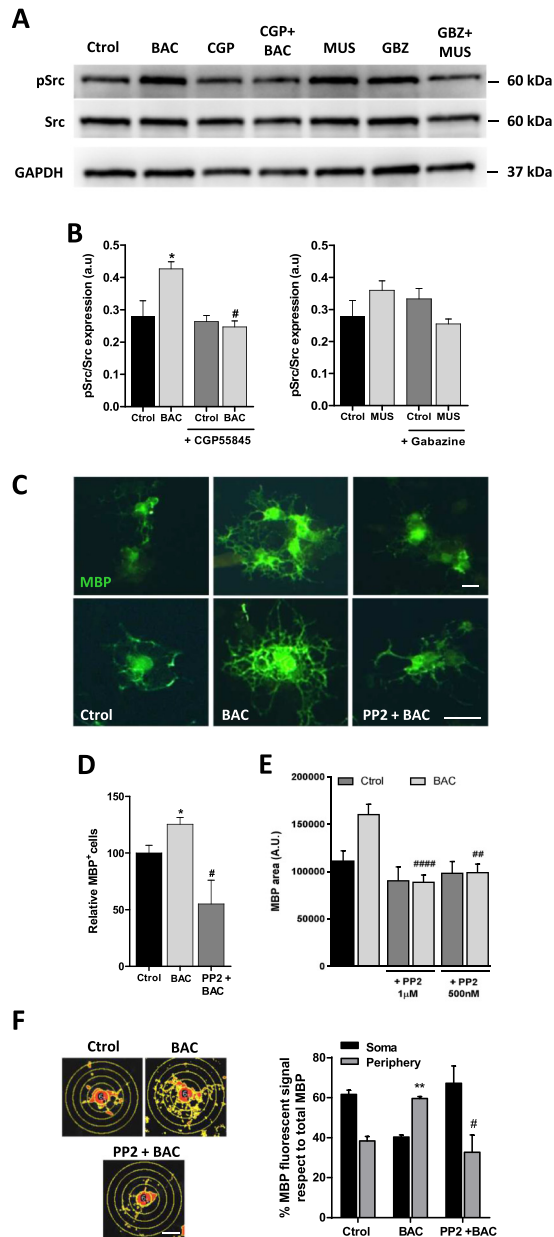 A
Ctrol BAC CGP CGP+ BAC MUS GBZ GBZ+ MUS
pSrc — 60 kDa
Src — 60 kDa
GAPDH — 37 kDa
B
pSrc/Src expression (a.u)
0.5
0.4
0.3
0.2
0.1
0.0
*
#
Ctrol BAC Ctrol BAC
+ CGP55845
pSrc/Src expression (a.u)
0.5
0.4
0.3
0.2
0.1
0.0
Ctrol MUS Ctrol MUS
+ Gabazine
C
MBP
Ctrol BAC PP2 + BAC
D
Relative MBP+cells
150
100
50
0
*
#
Ctrol BAC PP2 +
BAC
E
MBP area (A.U.)
200000
150000
100000
50000
0
Ctrol BAC
####
##
+ PP2 + PP2
1µM 500nM
F
Ctrol BAC
PP2 + BAC
% MBP fluorescent signal
respect to total MBP
80
60
40
20
0
Soma
Periphery
**
#
Ctrol BAC PP2 +BAC